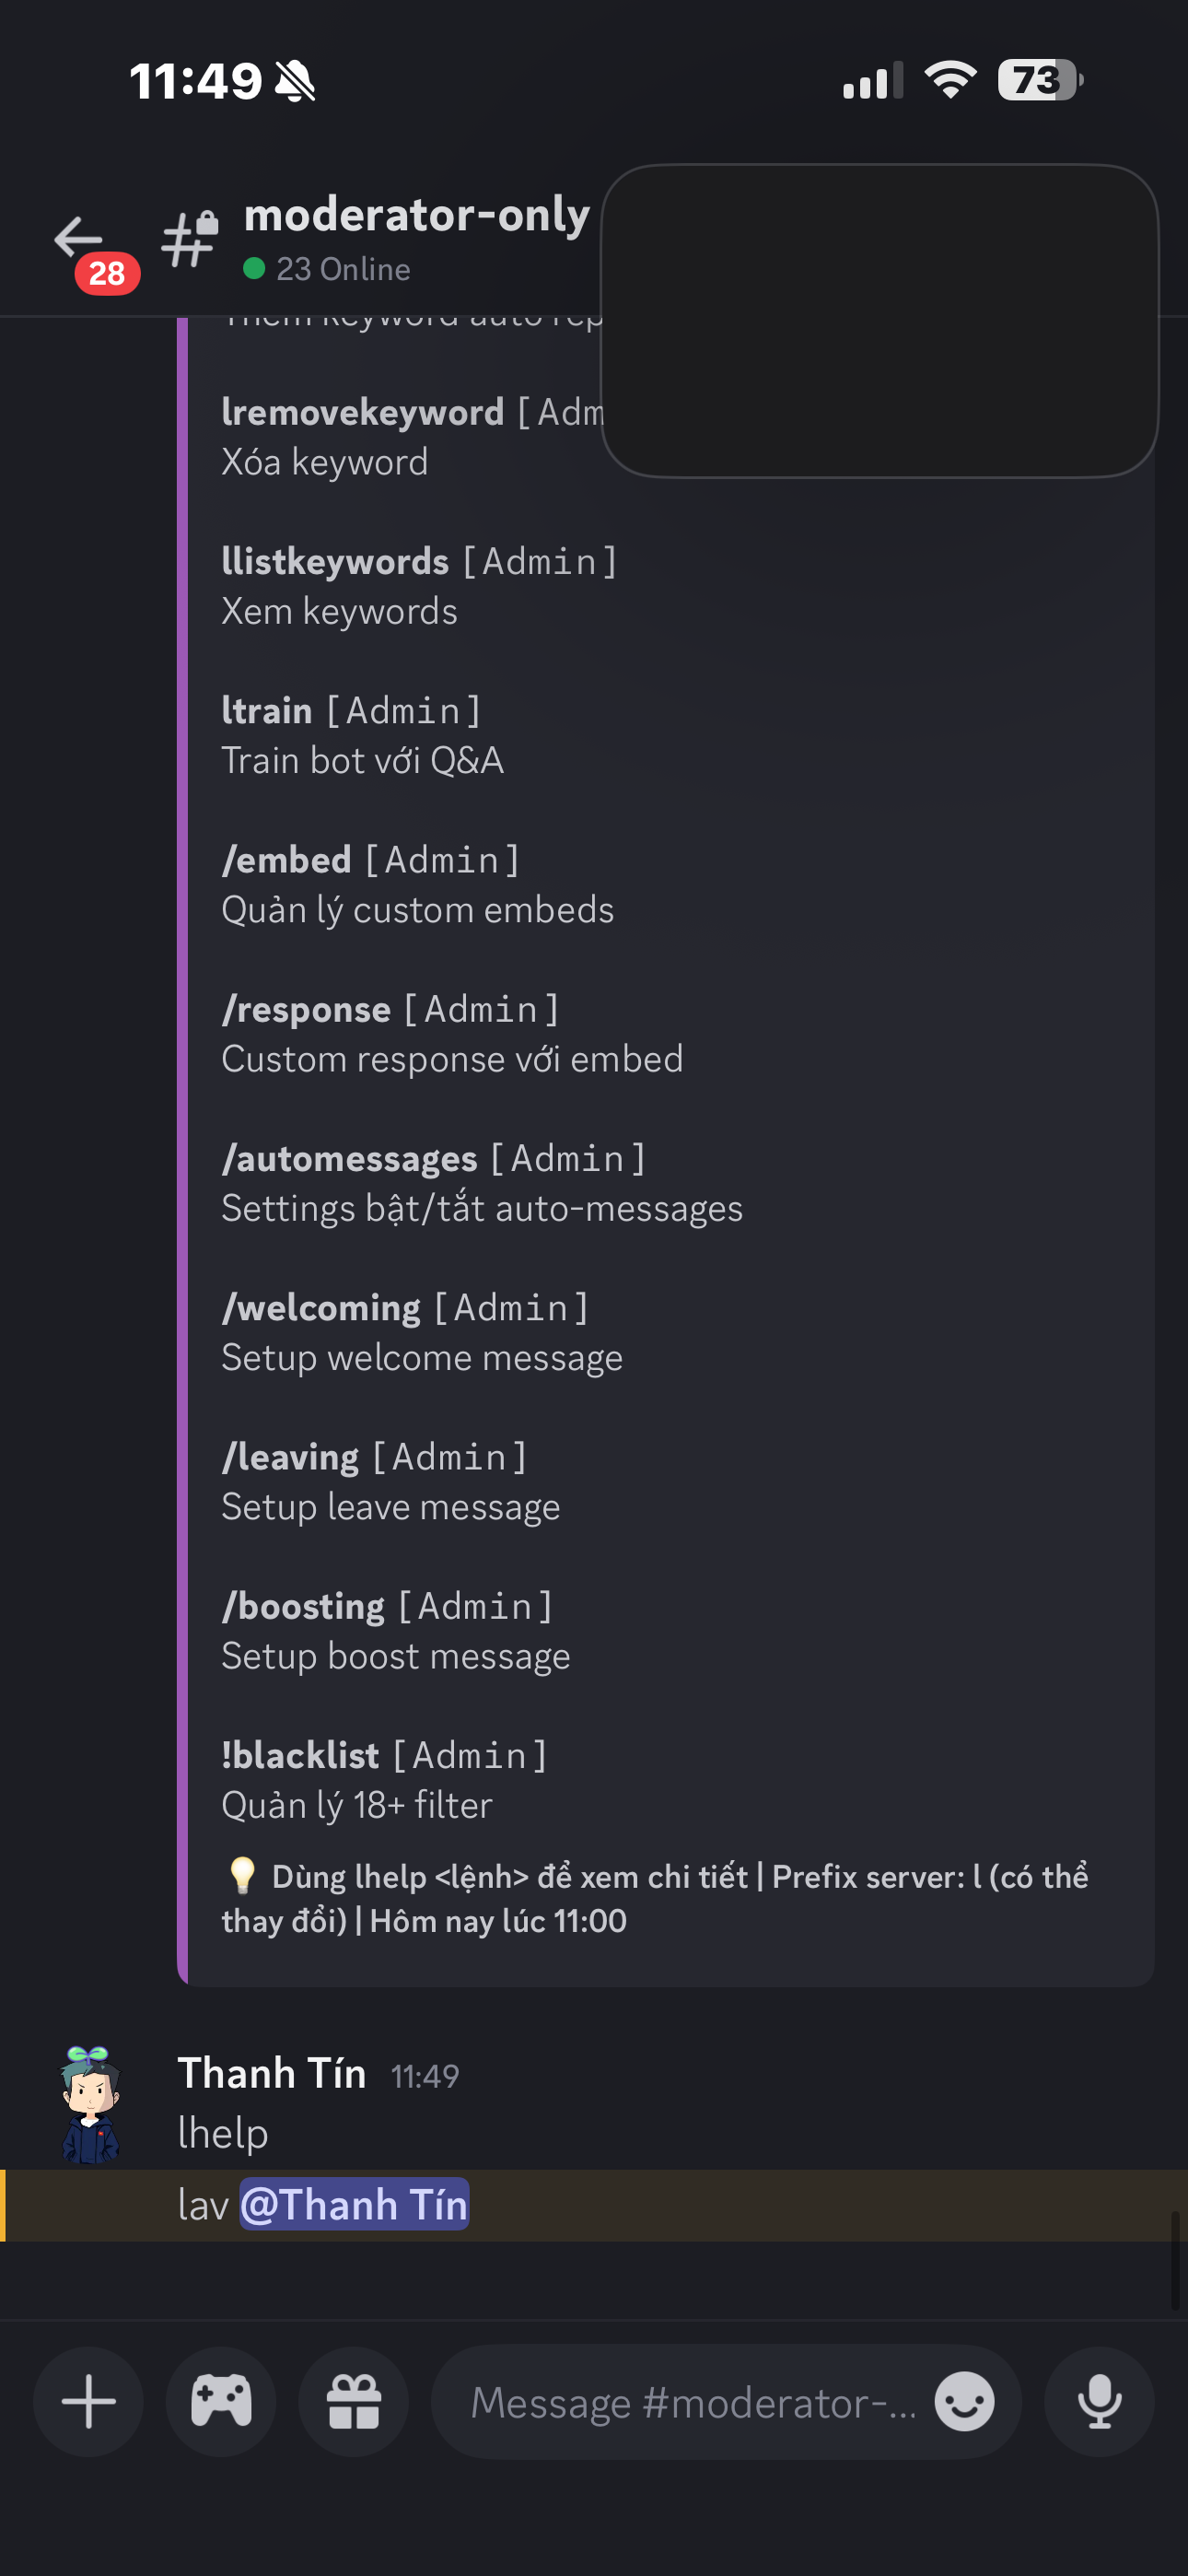 11:49
73
moderator-only
28
23 Online
Them keyword auto rep
lremovekeyword [Adm
Xóa keyword
llistkeywords [Admin]
Xem keywords
ltrain [Admin]
Train bot với Q&A
/embed [Admin]
Quản lý custom embeds
/response [Admin]
Custom response với embed
/automessages [Admin]
Settings bật/tắt auto-messages
/welcoming [Admin]
Setup welcome message
/leaving [Admin]
Setup leave message
/boosting [Admin]
Setup boost message
!blacklist [Admin]
Quản lý 18+ filter
💡 Dùng lhelp <lệnh> để xem chi tiết | Prefix server: l (có thể
thay đổi) | Hôm nay lúc 11:00
Thanh Tín 11:49
lhelp
lav @Thanh Tín
Message #moderator-...